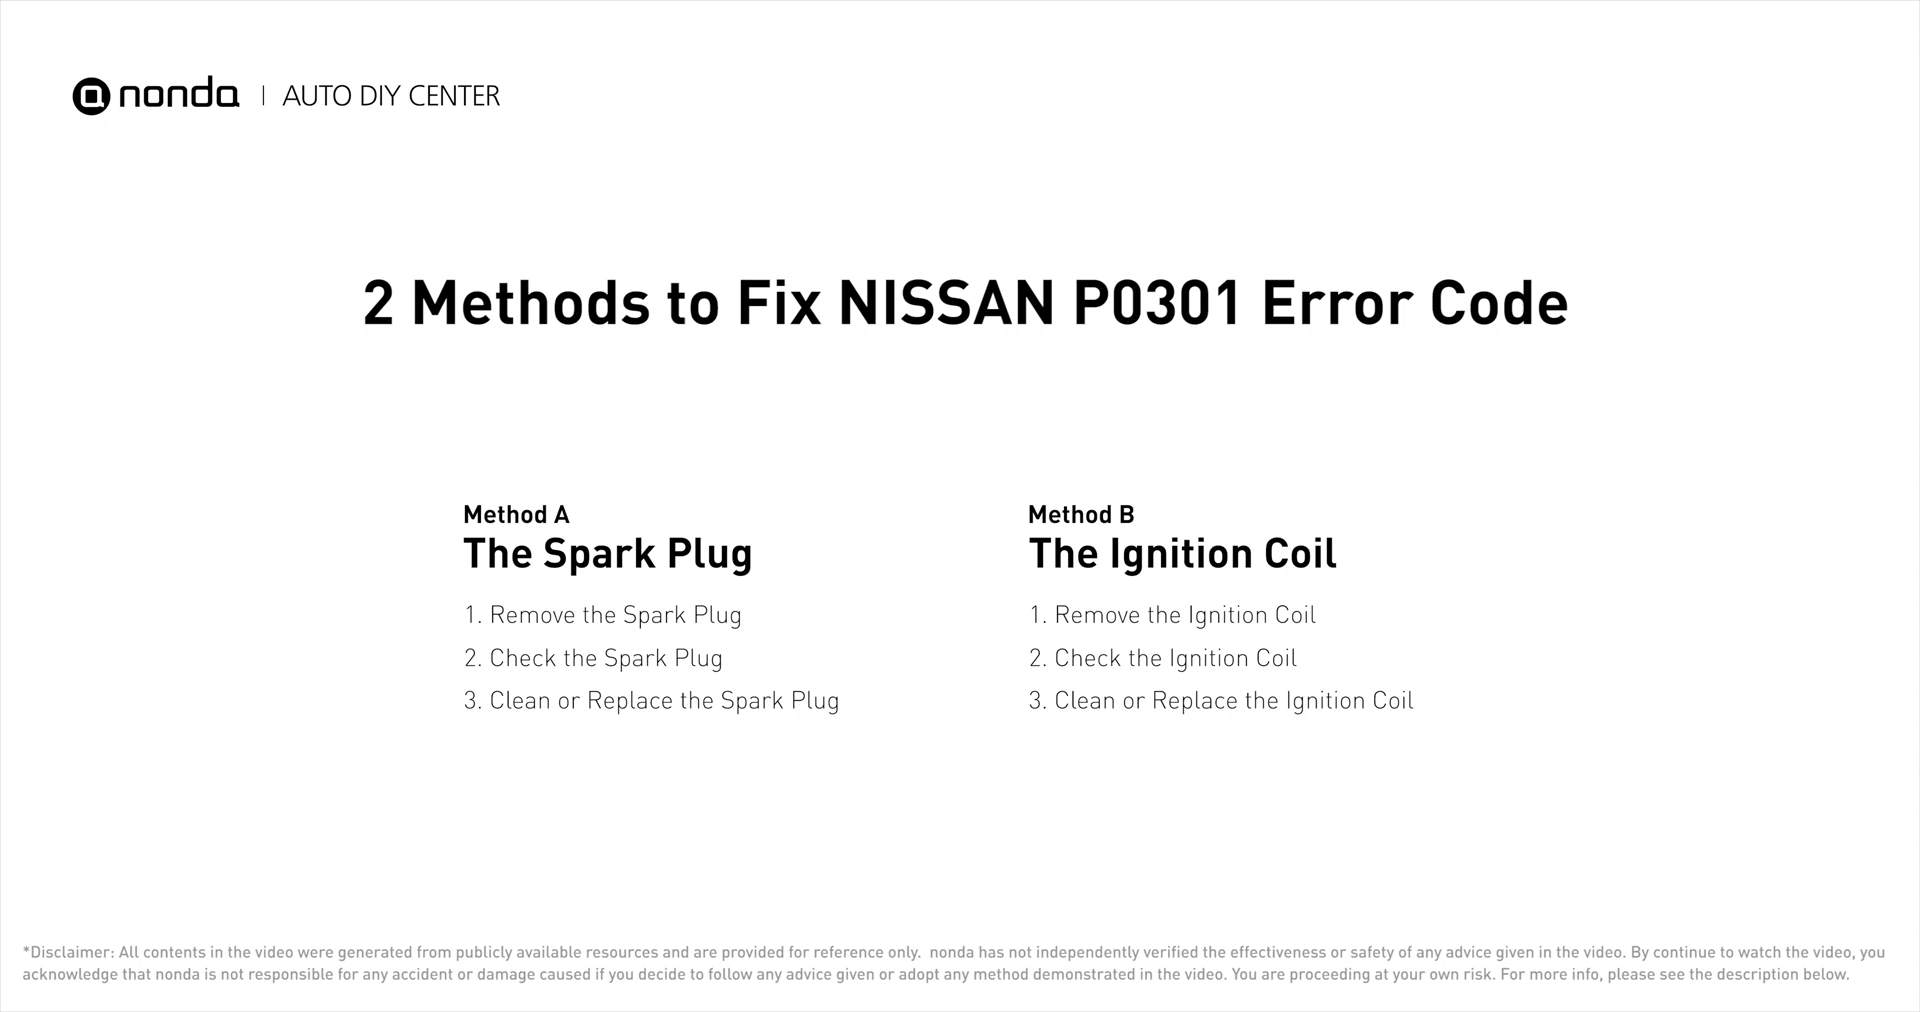 nonda | AUTO DIY CENTER
2 Methods to Fix NISSAN P0301 Error Code
Method A
The Spark Plug
1. Remove the Spark Plug
2. Check the Spark Plug
3. Clean or Replace the Spark Plug
Method B
The Ignition Coil
1. Remove the Ignition Coil
2. Check the Ignition Coil
3. Clean or Replace the Ignition Coil
*Disclaimer: All contents in the video were generated from publicly available resources and are provided for reference only.  nonda has not independently verified the effectiveness or safety of any advice given in the video. By continue to watch the video, you
acknowledge that nonda is not responsible for any accident or damage caused if you decide to follow any advice given or adopt any method demonstrated in the video. You are proceeding at your own risk. For more info, please see the description below.